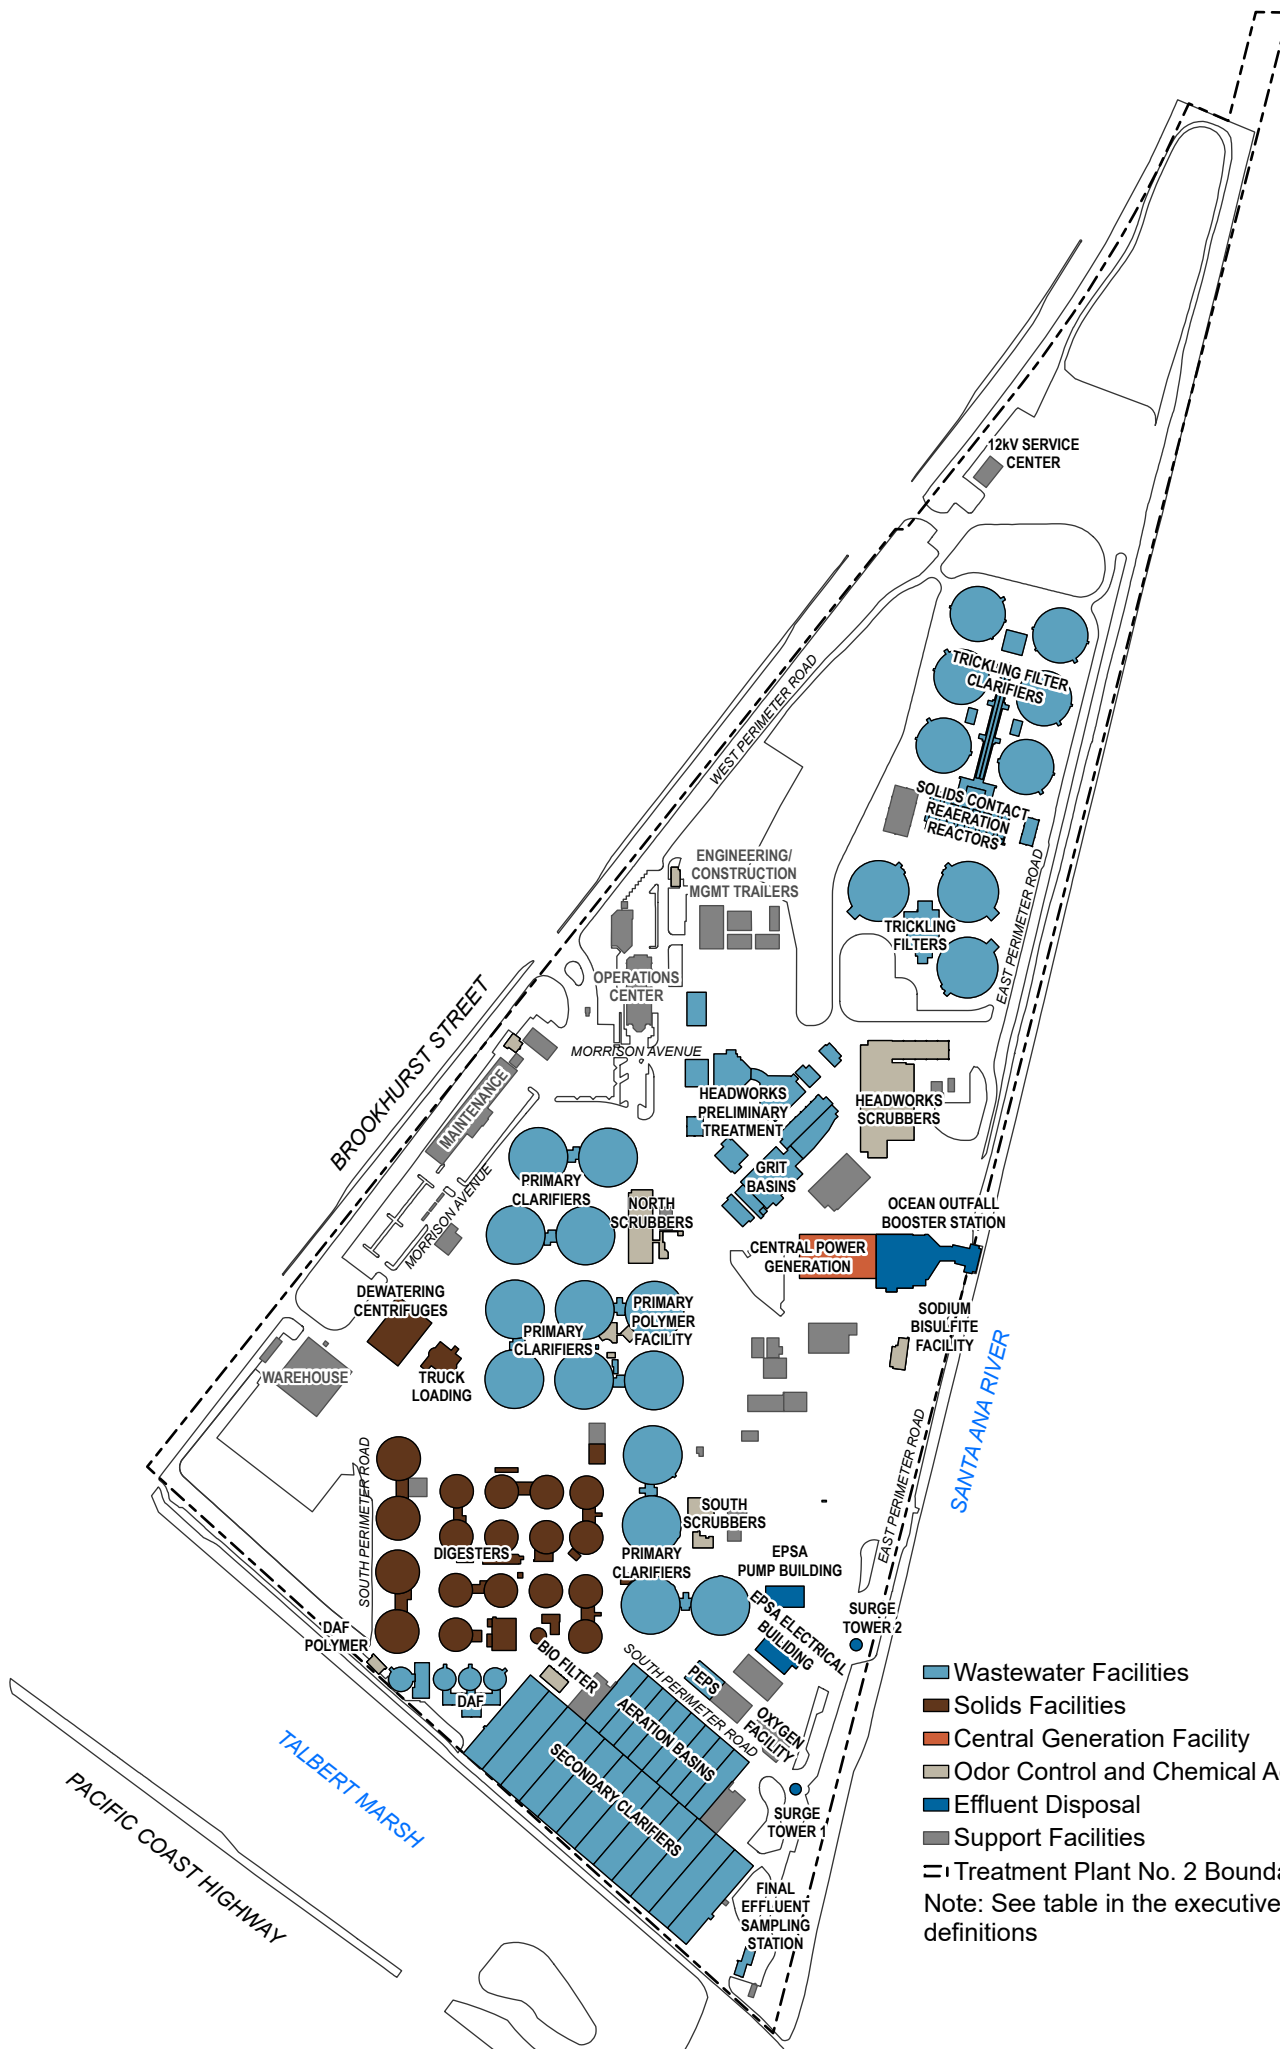 12kV SERVICE
CENTER
TRICKLING FILTER
CLARIFIERS
WEST PERIMETER ROAD
SOLIDS CONTACT
REAERATION
REACTORS
ENGINEERING/
CONSTRUCTION
MGMT TRAILERS
EAST PERIMETER ROAD
TRICKLING
FILTERS
OPERATIONS
CENTER
BROOKHURST STREET
MORRISON AVENUE
MAINTENANCE
HEADWORKS
PRELIMINARY
TREATMENT
HEADWORKS
SCRUBBERS
GRIT
BASINS
PRIMARY
CLARIFIERS
NORTH
SCRUBBERS
MORRISON AVENUE
OCEAN OUTFALL
BOOSTER STATION
CENTRAL POWER
GENERATION
DEWATERING
CENTRIFUGES
PRIMARY
POLYMER
FACILITY
PRIMARY
CLARIFIERS
SODIUM
BISULFITE
FACILITY
WAREHOUSE
TRUCK
LOADING
SANTA ANA RIVER
EAST PERIMETER ROAD
SOUTH PERIMETER ROAD
SOUTH
SCRUBBERS
DIGESTERS
PRIMARY
CLARIFIERS
EPSA
PUMP BUILDING
EPSA ELECTRICAL
BUILIDING
SURGE
TOWER 2
DAF
POLYMER
BIO FILTER
SOUTH PERIMETER ROAD
PEPS
DAF
AERATION BASINS
OXYGEN
FACILITY
SECONDARY CLARIFIERS
SURGE
TOWER 1
TALBERT MARSH
PACIFIC COAST HIGHWAY
FINAL
EFFLUENT
SAMPLING
STATION
Wastewater Facilities
Solids Facilities
Central Generation Facility
Odor Control and Chemical
Effluent Disposal
Support Facilities
Treatment Plant No. 2
Note: See table in the executive
definitions